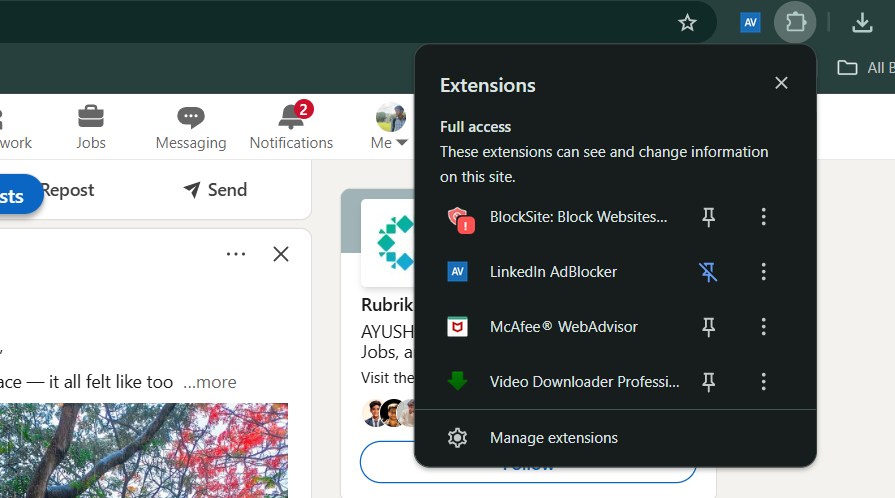 AV
All B
work
Jobs
Messaging
2
Notifications
Me
sts
Repost
Send
ace — it all felt like too ...more
Rubrik
AYUSH
Jobs, a
Visit the
Follow
Extensions
Full access
These extensions can see and change information
on this site.
BlockSite: Block Websites...
AV
LinkedIn AdBlocker
McAfee® WebAdvisor
Video Downloader Professi...
Manage extensions